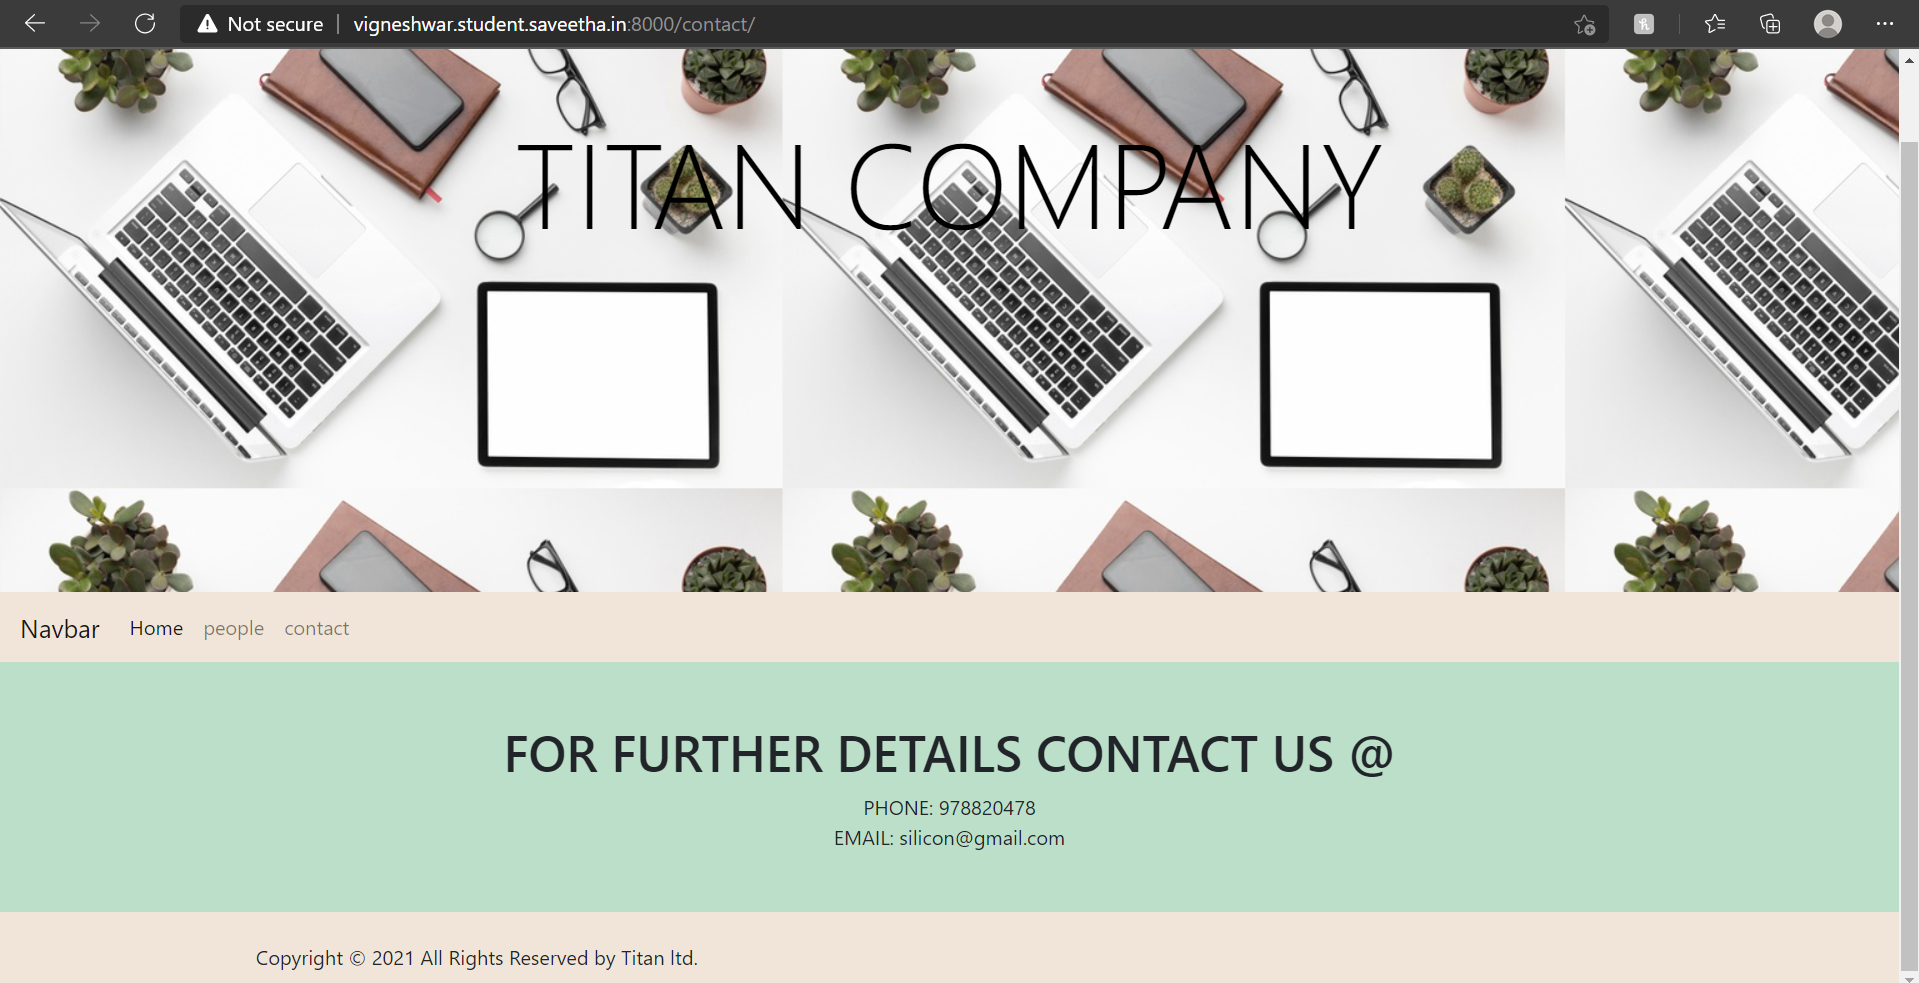 Not secure | vigneshwar.student.saveetha.in:8000/contact/
TITAN COMPANY
Navbar Home people contact
FOR FURTHER DETAILS CONTACT US @
PHONE: 978820478
EMAIL: silicon@gmail.com
Copyright © 2021 All Rights Reserved by Titan ltd.